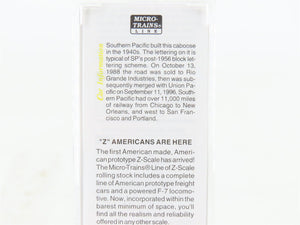 MICRO-
TRAINS®
LINE
Southern Pacific built this caboose
in the 1940s. The lettering on it is
typical of SP's post-1956 block let-
tering scheme. On October 13,
1988 the road was sold to Rio
Grande Industries, then was sub-
sequently merged with Union Pa-
cific on September 11, 1996. South-
ern Pacific had over 11,000 miles
of railway from Chicago to New
Orleans, and west to San Francisco
and Portland.
"Z" AMERICANS ARE HERE
The first American made, Ameri-
can prototype Z-Scale has arrived!
The Micro-Trains® Line of Z-Scale
rolling stock includes a complete
line of American prototype freight
cars and a powered F-7 locomo-
tive. Now, incorporated within the
barest minimum of space, you'll
find all the realism and reliability
offered in any other scale.